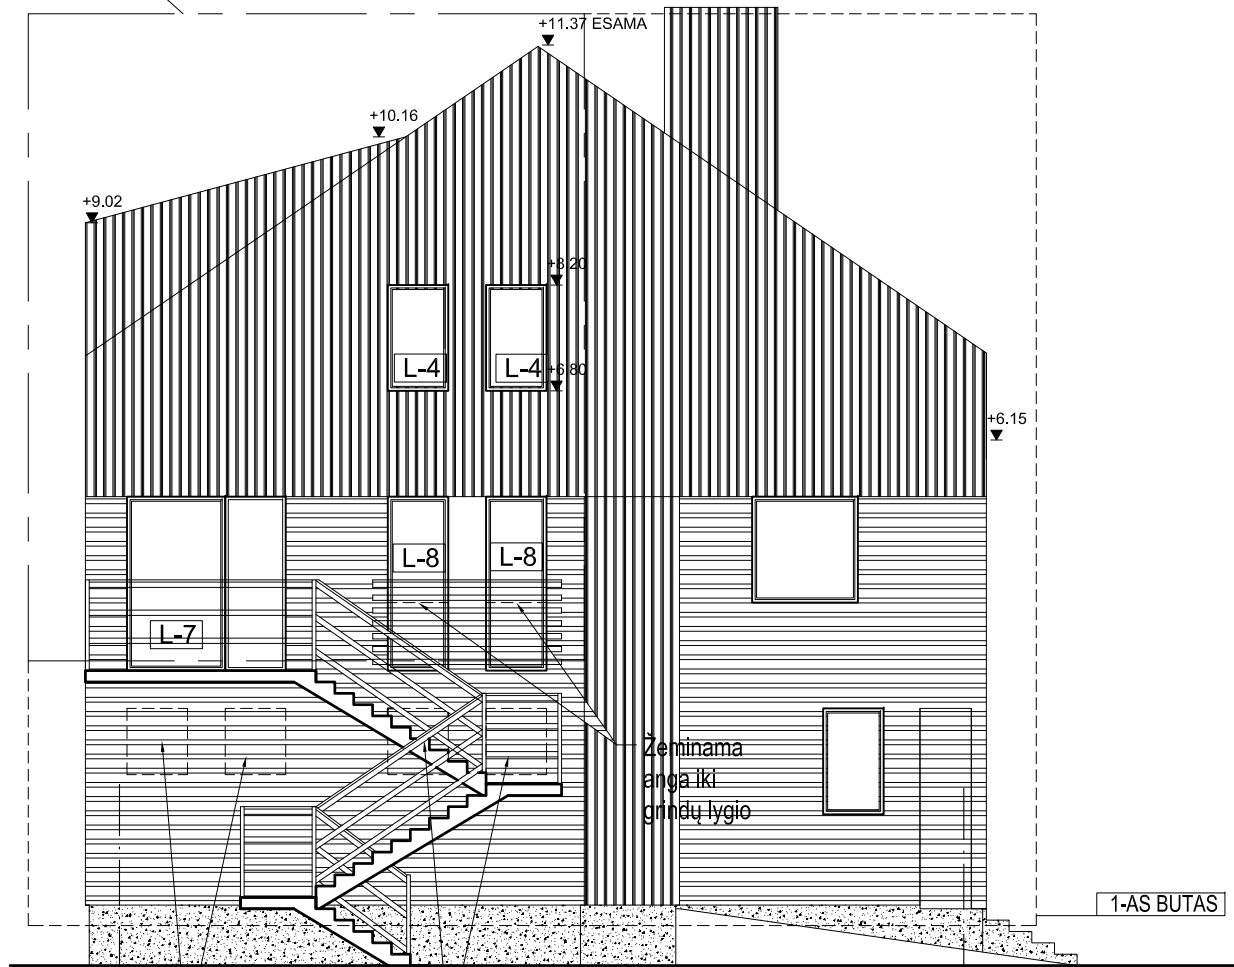 +11.37 ESAMA
+10.16
+9.02
+8.20
L-4
L-4
+6.80
+6.15
L-8
L-8
L-7
Žeminama
anga iki
grindų lygio
1-AS BUTAS